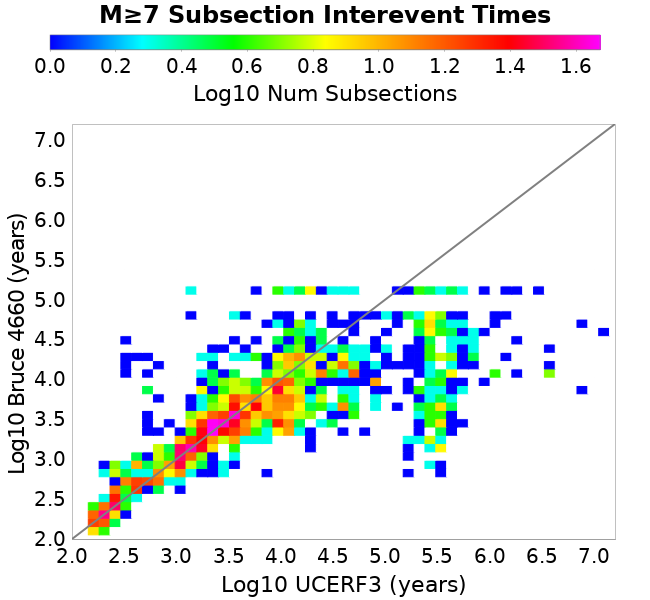 M≥7 Subsection Interevent Times
0.0 0.2 0.4 0.6 0.8 1.0 1.2 1.4 1.6
Log10 Num Subsections
7.0
6.5
6.0
5.5
5.0
4.5
4.0
3.5
3.0
2.5
2.0
Log10 Bruce 4660 (years)
2.0 2.5 3.0 3.5 4.0 4.5 5.0 5.5 6.0 6.5 7.0
Log10 UCERF3 (years)